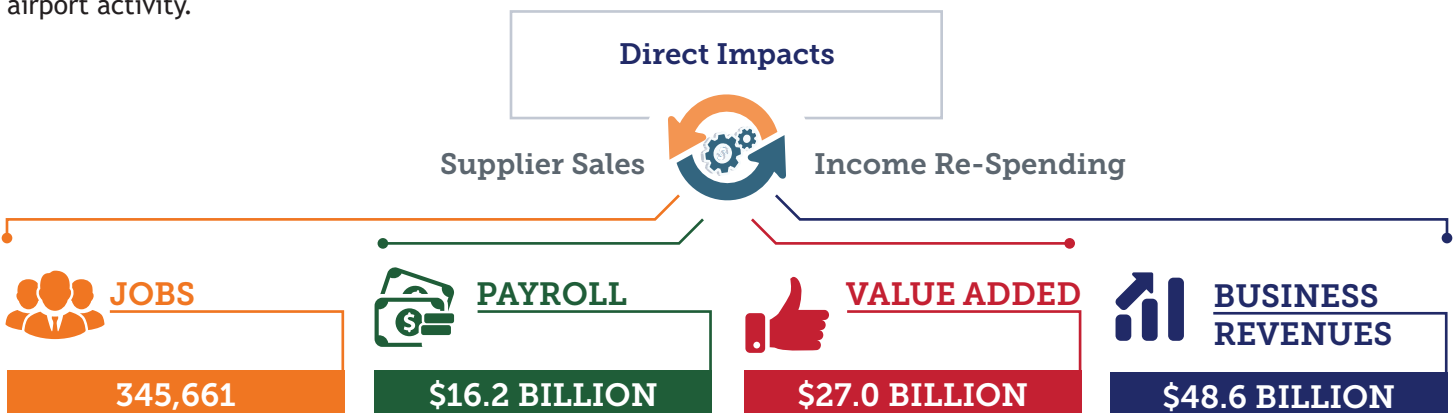 airport activity.
Direct Impacts
Supplier Sales
Income Re-Spending
JOBS
345,661
PAYROLL
$16.2 BILLION
VALUE ADDED
$27.0 BILLION
BUSINESS
REVENUES
$48.6 BILLION